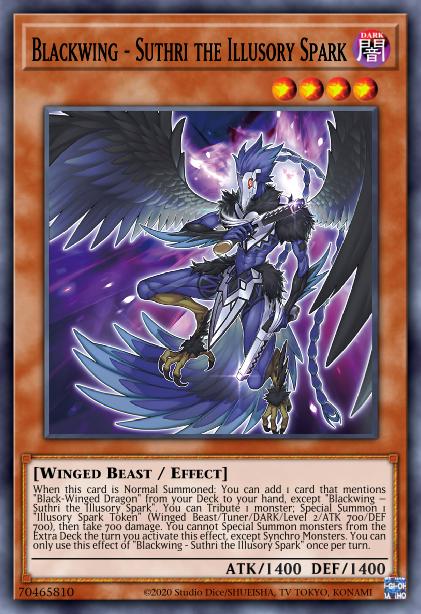 Blackwing - Suthri the Illusory Spark
DARK
闇
[Winged Beast / Effect]
When this card is Normal Summoned: You can add 1 card that mentions
"Black-Winged Dragon" from your Deck to your hand, except "Blackwing –
Suthri the Illusory Spark". You can Tribute 1 monster; Special Summon 1
"Illusory Spark Token" (Winged Beast/Tuner/DARK/Level 2/ATK 700/DEF
700), then take 700 damage. You cannot Special Summon monsters from the
Extra Deck the turn you activate this effect, except Synchro Monsters. You can
only use this effect of "Blackwing - Suthri the Illusory Spark" once per turn.
ATK/1400 DEF/1400
70465810
©2020 Studio Dice/SHUEISHA, TV TOKYO, KONAMI